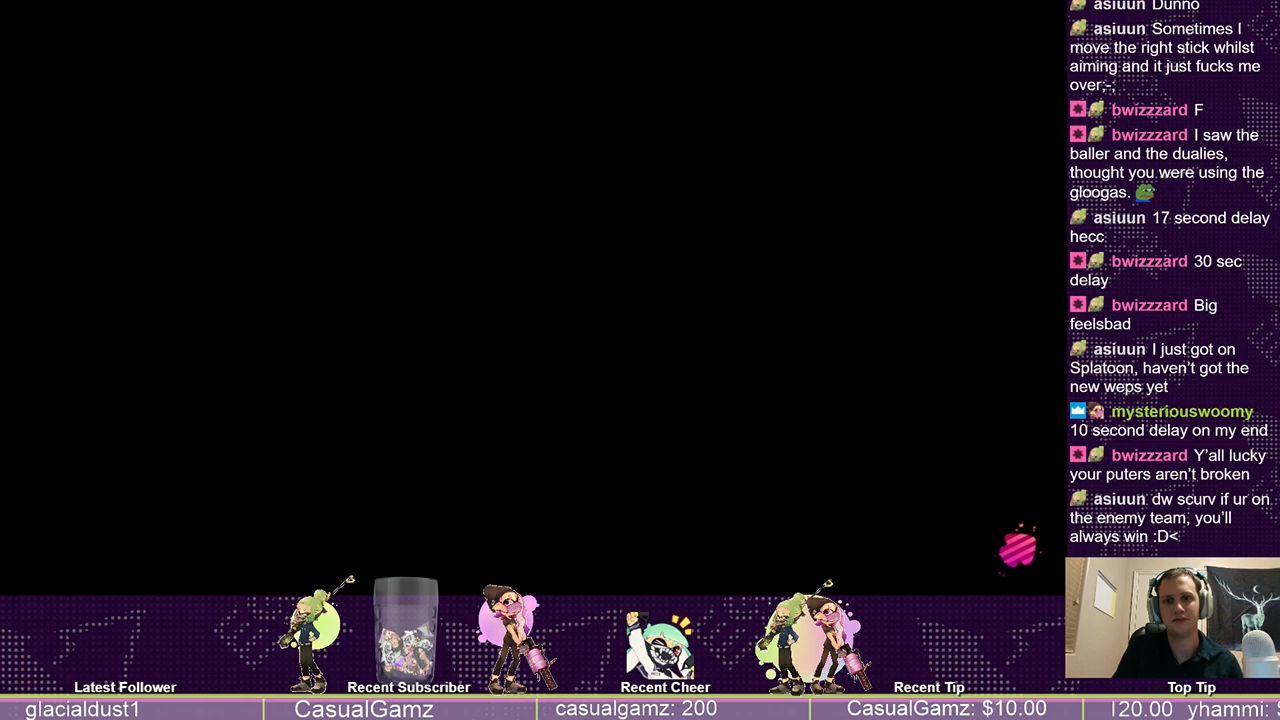 asiuun Dunno
asiuun Sometimes I
move the right stick whilst
aiming and it just fucks me
over;-;
bwizzzard F
bwizzzard I saw the
baller and the dualies,
thought you were using the
gloogas.
asiuun 17 second delay
hecc
bwizzzard 30 sec
delay
bwizzzard Big
feelsbad
asiuun I just got on
Splatoon, haven't got the
new weps yet
mysteriouswoomy
10 second delay on my end
bwizzzard Y'all lucky
your puters aren't broken
asiuun dw scurv if ur on
the enemy team, you'll
always win :D<
Latest Follower
Recent Subscriber
Recent Cheer
Recent Tip
Top Tip
glacialdust1
CasualGamz
casualgamz: 200
CasualGamz: $10.00
120.00 yhammi: $